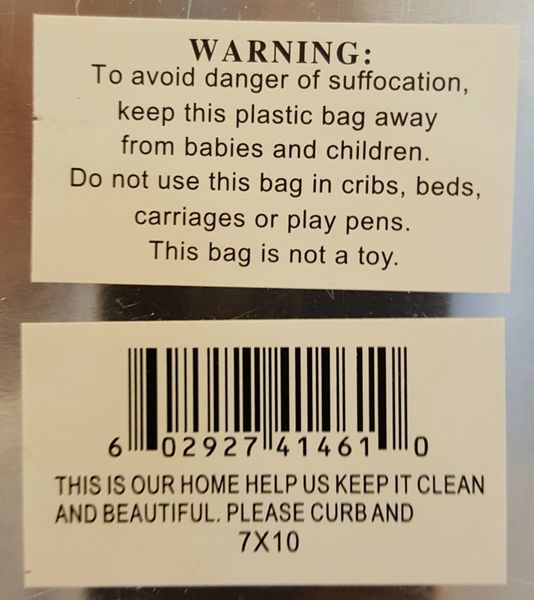 WARNING:
To avoid danger of suffocation,
keep this plastic bag away
from babies and children.
Do not use this bag in cribs, beds,
carriages or play pens.
This bag is not a toy.
6 02927 41461 0
THIS IS OUR HOME HELP US KEEP IT CLEAN
AND BEAUTIFUL. PLEASE CURB AND
7X10